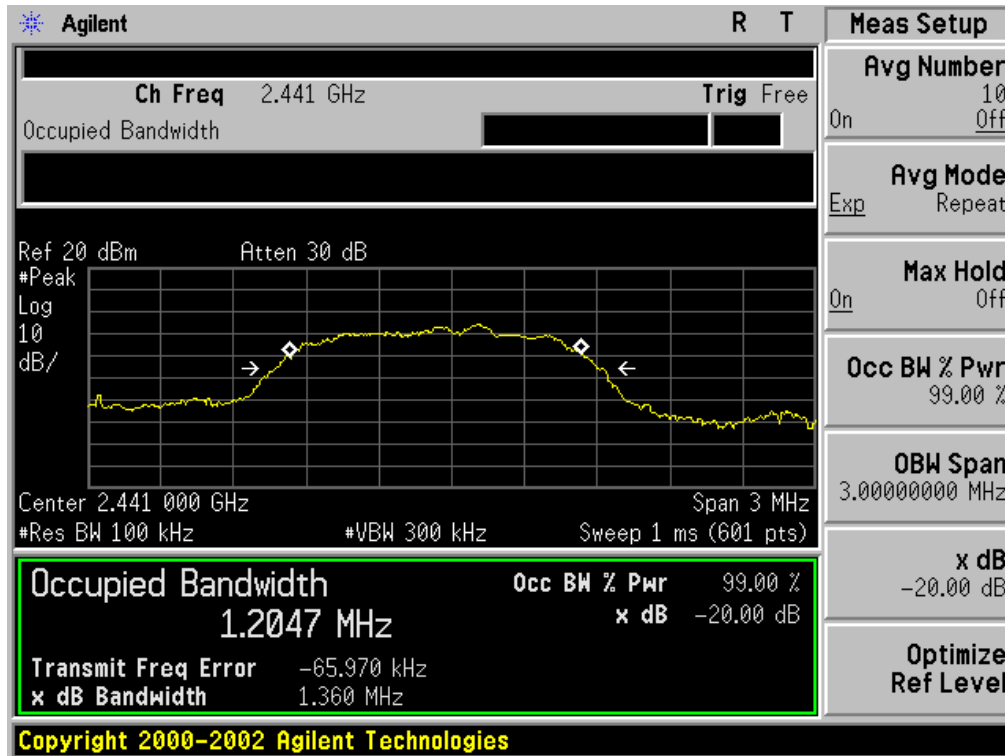 Agilent R T
Ch Freq 2.441 GHz Trig Free
Occupied Bandwidth
Ref 20 dBm Atten 30 dB
#Peak
Log
10
dB/
Center 2.441 000 GHz Span 3 MHz
#Res BW 100 kHz #VBW 300 kHz Sweep 1 ms (601 pts)
Occupied Bandwidth
1.2047 MHz
Occ BW % Pwr 99.00 %
x dB -20.00 dB
Transmit Freq Error -65.970 kHz
x dB Bandwidth 1.360 MHz
Copyright 2000-2002 Agilent Technologies
Meas Setup
Avg Number
10
On Off
Avg Mode
Exp Repeat
Max Hold
On Off
Occ BW % Pwr
99.00 %
OBW Span
3.00000000 MHz
x dB
-20.00 dB
Optimize
Ref Level